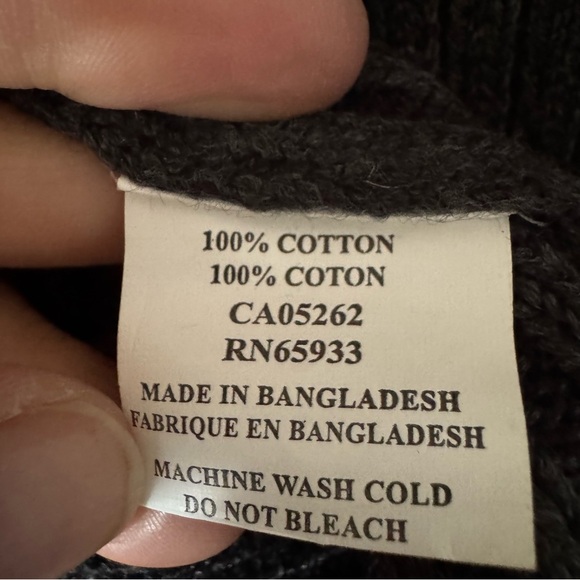 100% COTTON
100% COTON
CA05262
RN65933
MADE IN BANGLADESH
FABRIQUE EN BANGLADESH
MACHINE WASH COLD
DO NOT BLEACH